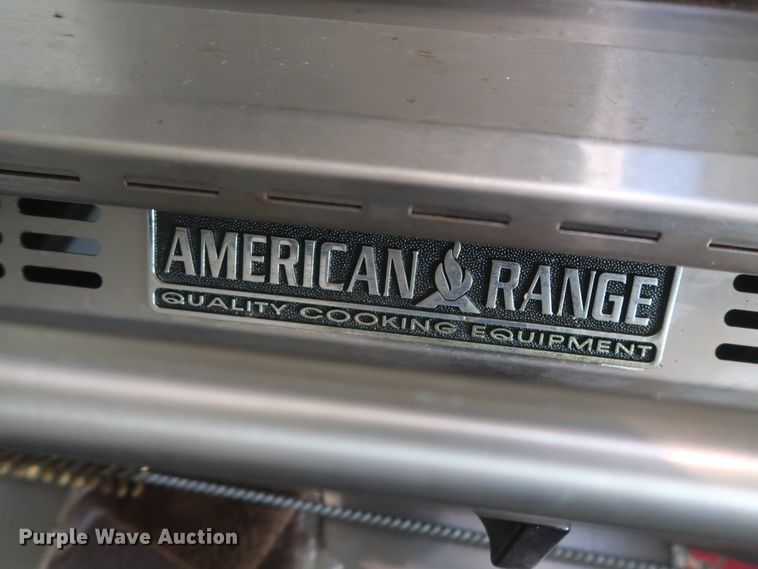 AMERICAN RANGE
QUALITY COOKING EQUIPMENT
Purple Wave Auction